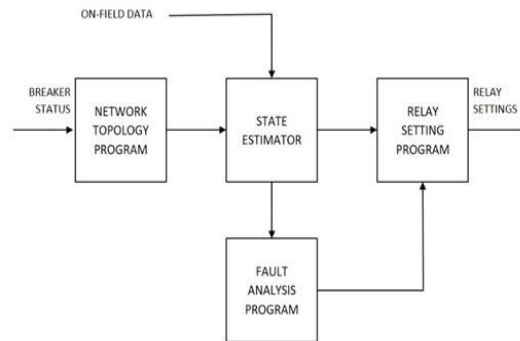 ON-FIELD DATA
BREAKER
STATUS
NETWORK
TOPOLOGY
PROGRAM
STATE
ESTIMATOR
RELAY
SETTING
PROGRAM
RELAY
SETTINGS
FAULT
ANALYSIS
PROGRAM